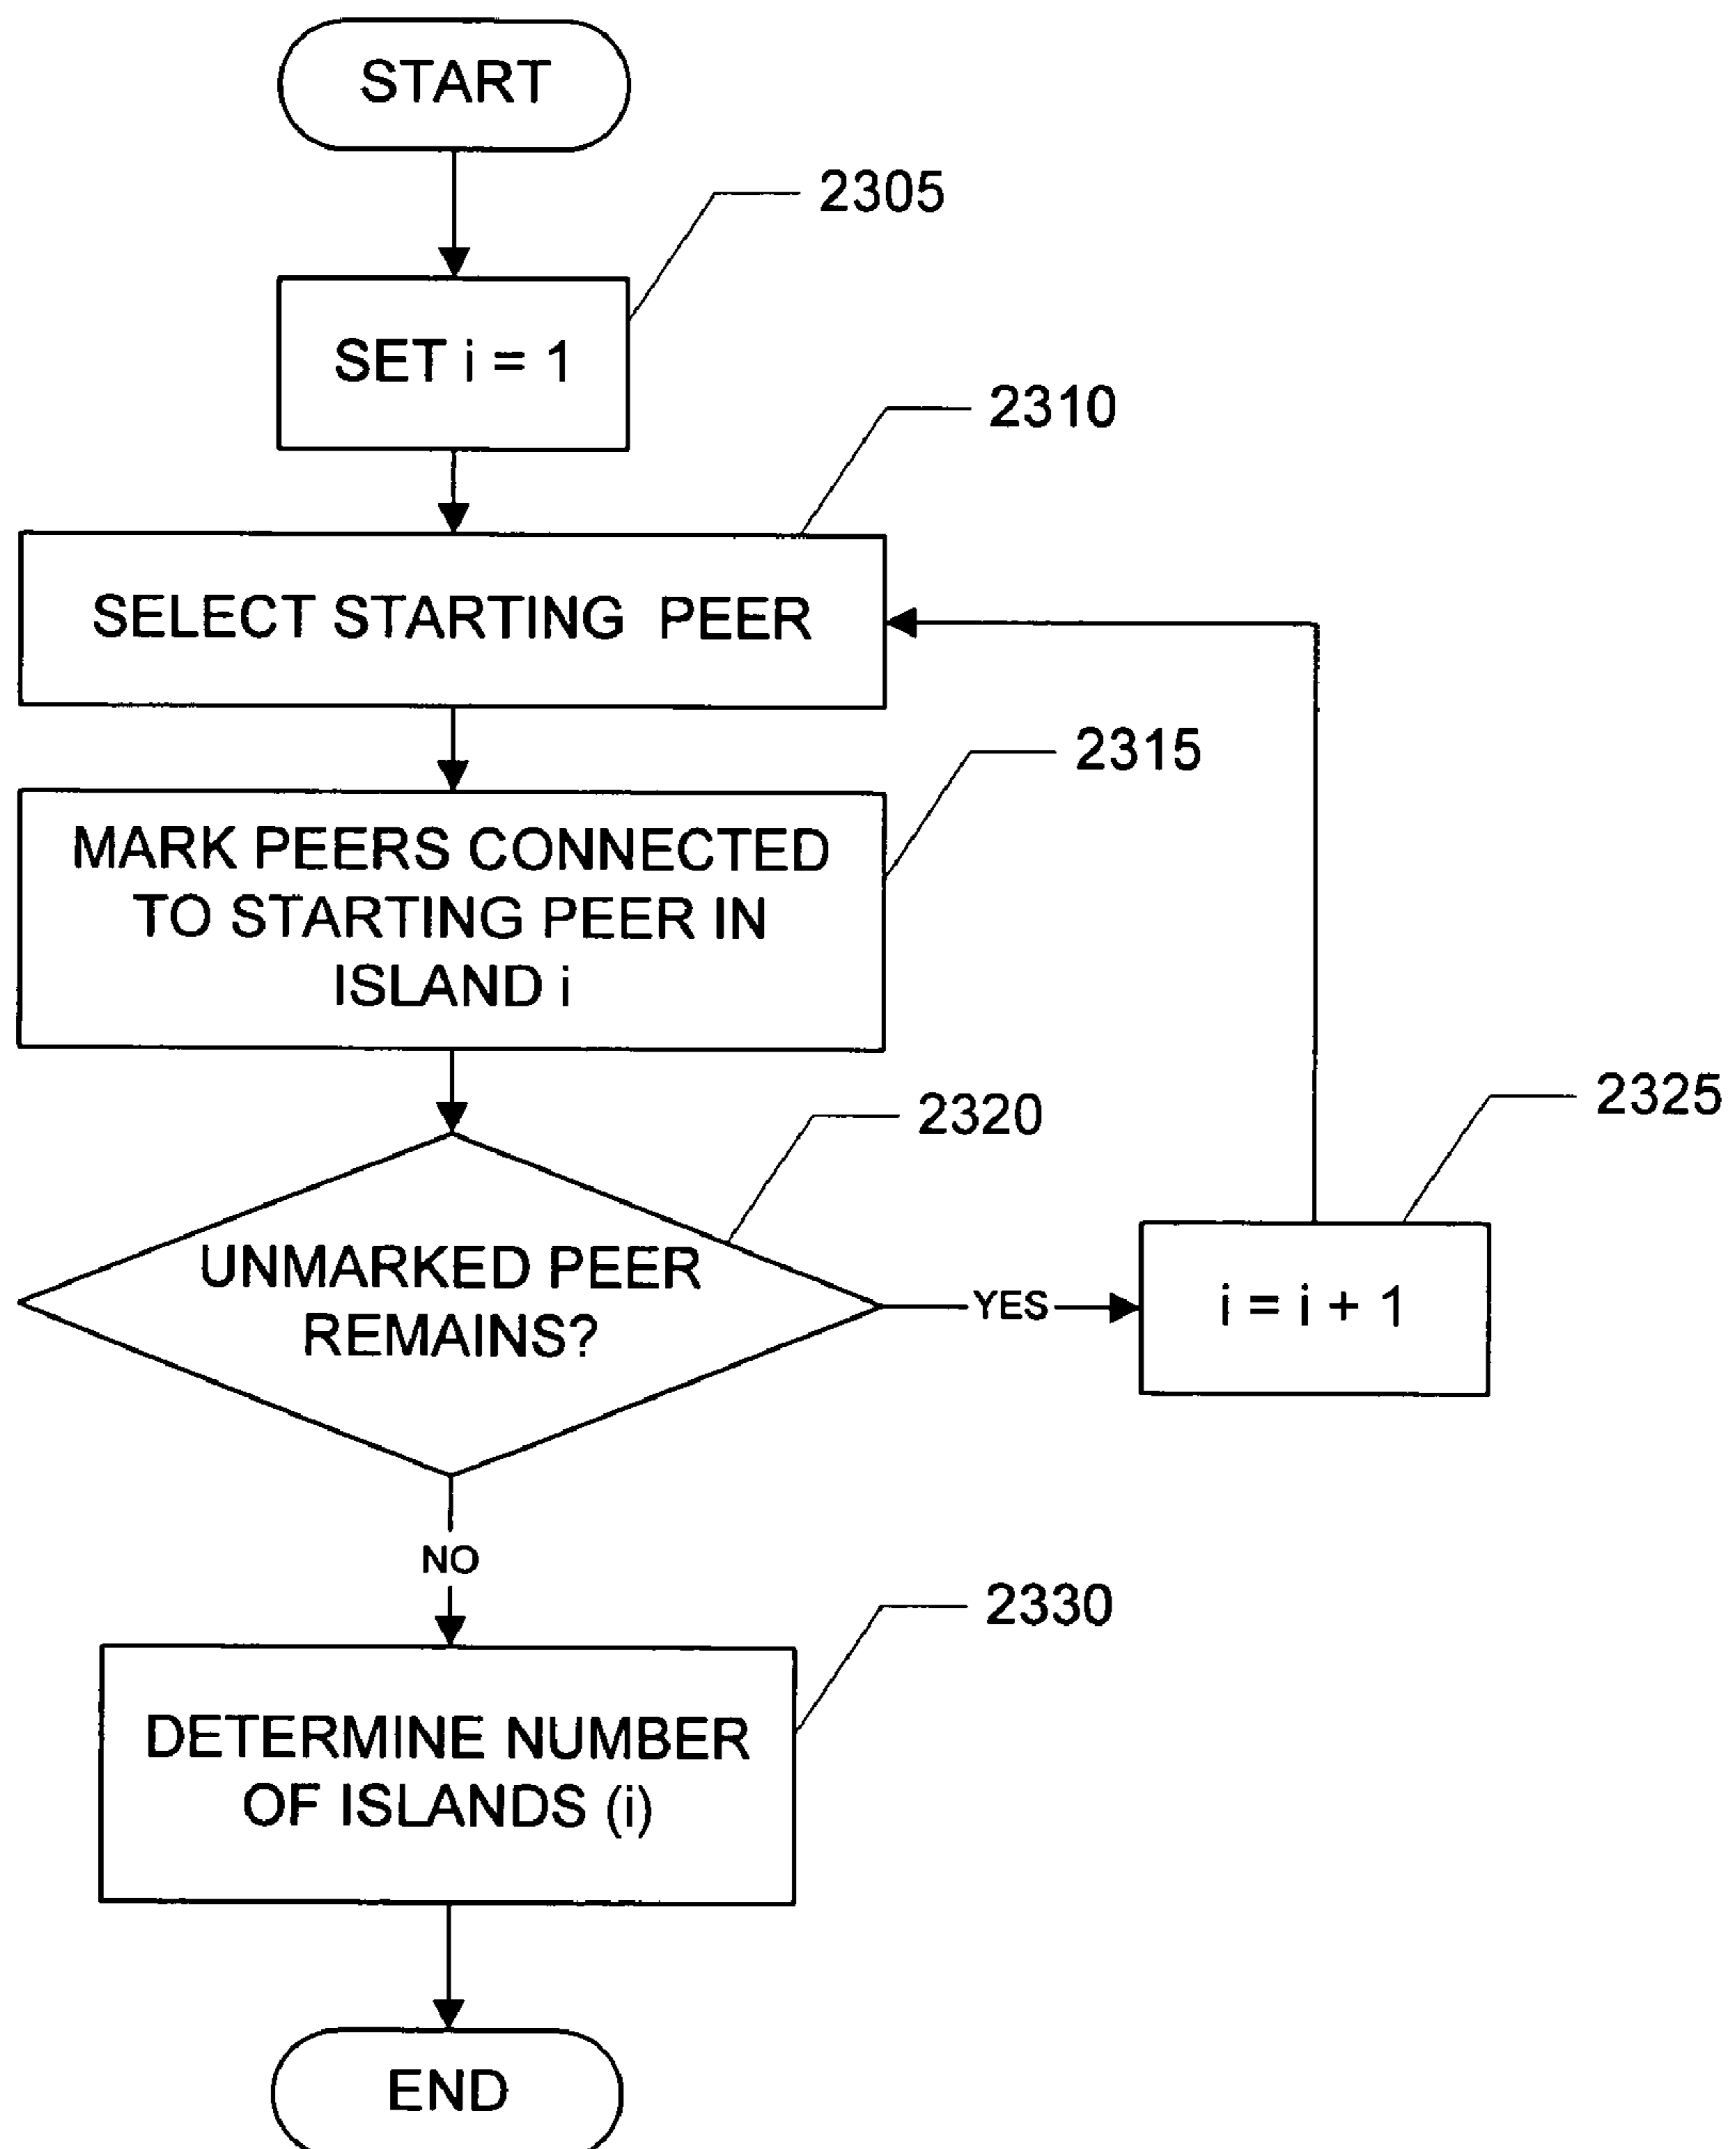 START
2305
SET i = 1
2310
SELECT STARTING PEER
2315
MARK PEERS CONNECTED
TO STARTING PEER IN
ISLAND i
2320
2325
UNMARKED PEER
REMAINS?
YES
i = i + 1
NO
2330
DETERMINE NUMBER
OF ISLANDS (i)
END